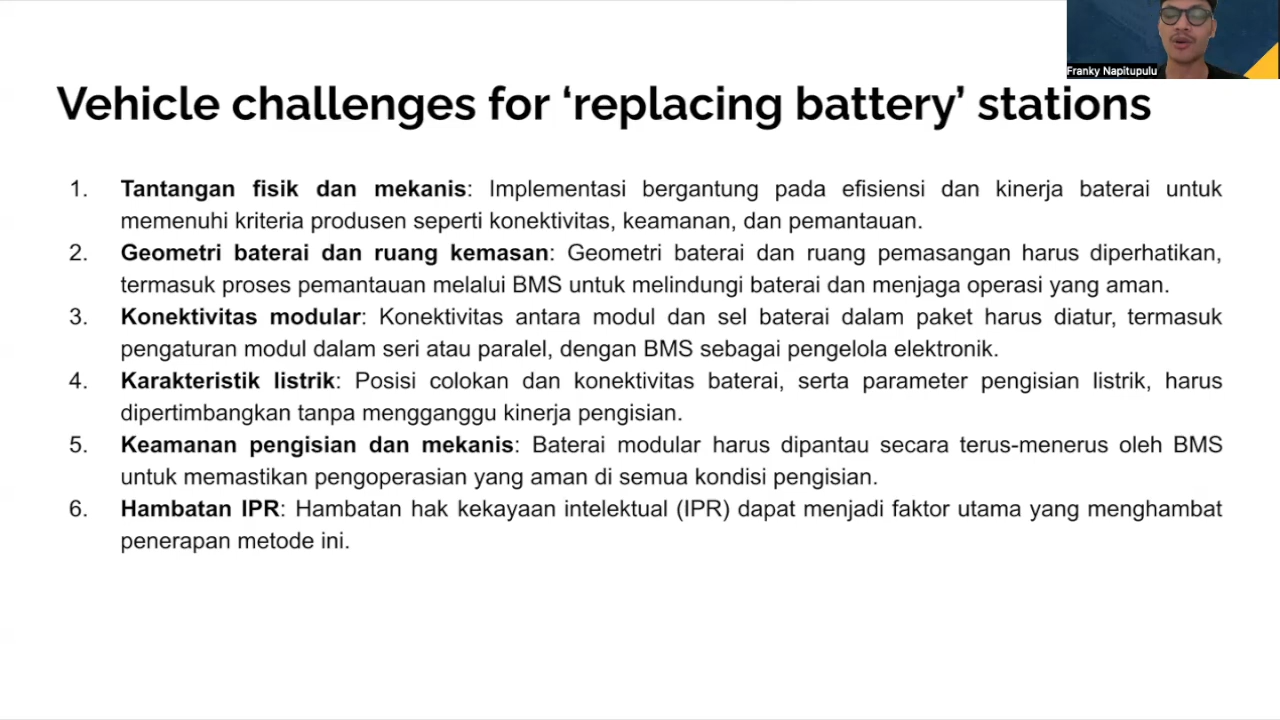 Franky Napitupulu
Vehicle challenges for ‘replacing battery’ stations
1. Tantangan fisik dan mekanis: Implementasi bergantung pada efisiensi dan kinerja baterai untuk
memenuhi kriteria produsen seperti konektivitas, keamanan, dan pemantauan.
2. Geometri baterai dan ruang kemasan: Geometri baterai dan ruang pemasangan harus diperhatikan,
termasuk proses pemantauan melalui BMS untuk melindungi baterai dan menjaga operasi yang aman.
3. Konektivitas modular: Konektivitas antara modul dan sel baterai dalam paket harus diatur, termasuk
pengaturan modul dalam seri atau paralel, dengan BMS sebagai pengelola elektronik.
4. Karakteristik listrik: Posisi colokan dan konektivitas baterai, serta parameter pengisian listrik, harus
dipertimbangkan tanpa mengganggu kinerja pengisian.
5. Keamanan pengisian dan mekanis: Baterai modular harus dipantau secara terus-menerus oleh BMS
untuk memastikan pengoperasian yang aman di semua kondisi pengisian.
6. Hambatan IPR: Hambatan hak kekayaan intelektual (IPR) dapat menjadi faktor utama yang menghambat
penerapan metode ini.